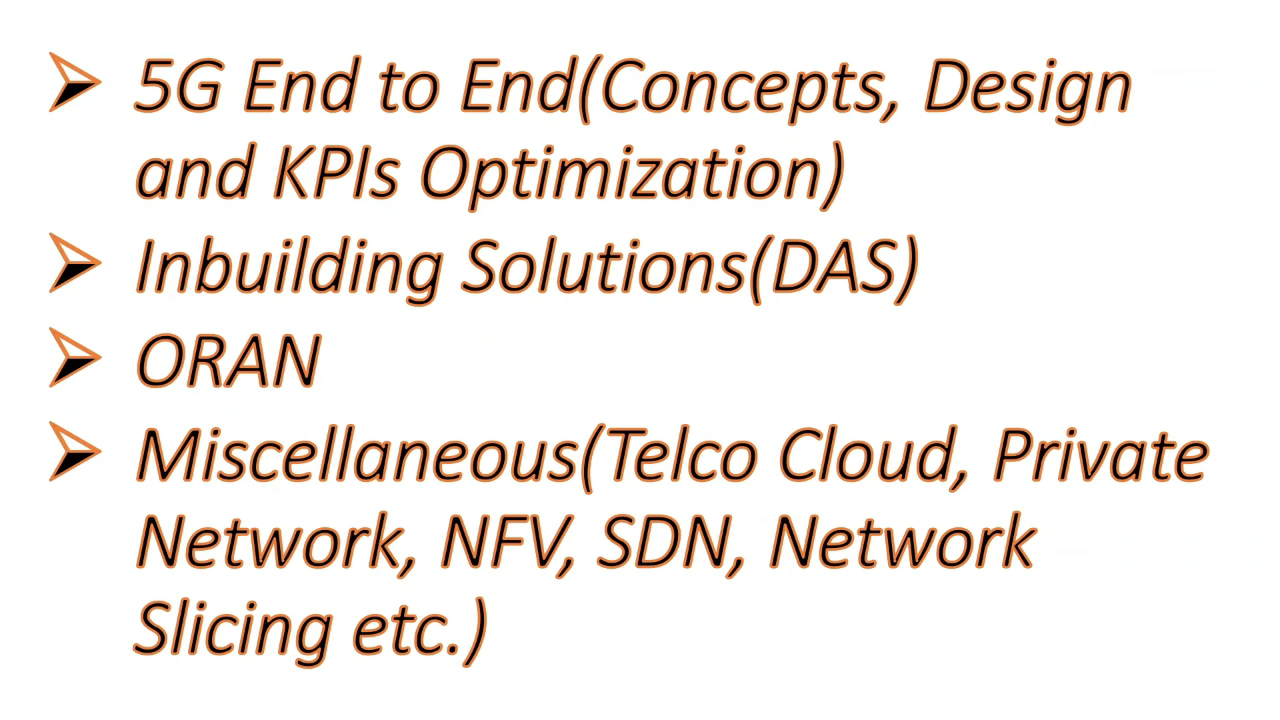 ➢ 5G End to End(Concepts, Design
and KPIs Optimization)
➢ Inbuilding Solutions(DAS)
➢ ORAN
➢ Miscellaneous(Telco Cloud, Private
Network, NFV, SDN, Network
Slicing etc.)